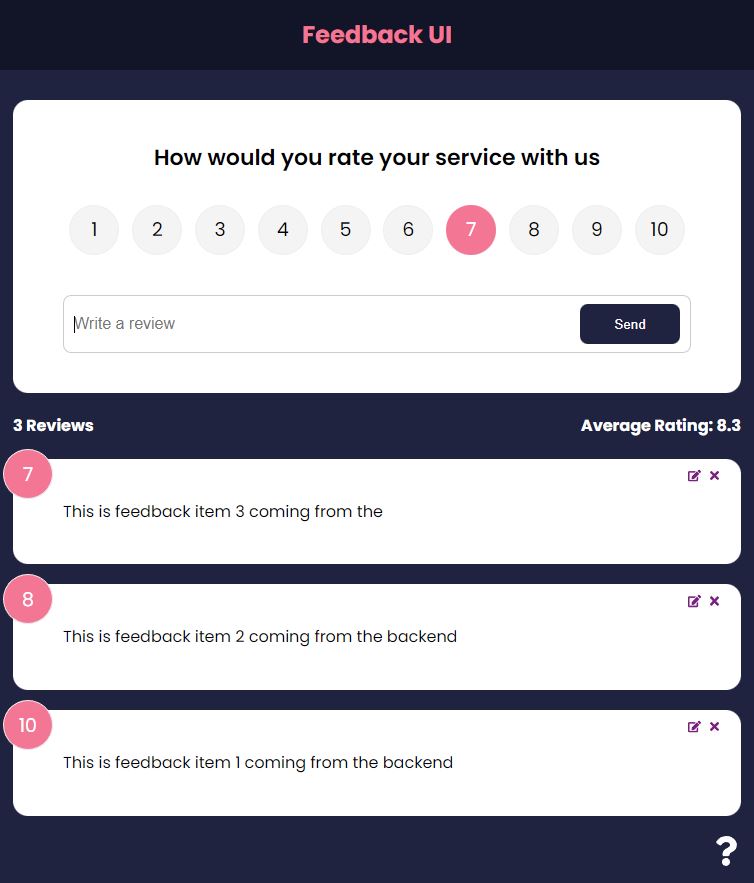 Feedback UI
How would you rate your service with us
1 2 3 4 5 6 7 8 9 10
Write a review Send
3 Reviews Average Rating: 8.3
7
This is feedback item 3 coming from the
8
This is feedback item 2 coming from the backend
10
This is feedback item 1 coming from the backend
?